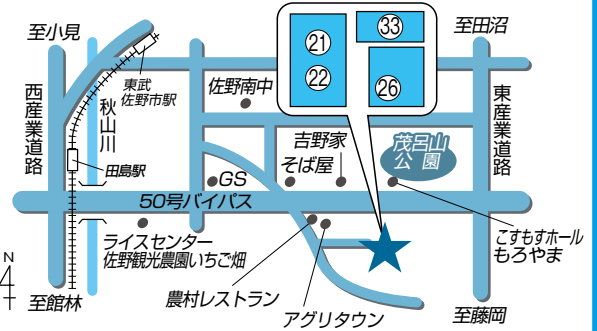 至小見
21
22
33
26
至田沼
東武
佐野市駅
佐野南中
西産業道路
秋山川
田島駅
吉野家
そば屋
茂呂山
公園
東産業道路
GS
50号バイパス
ライスセンター
佐野観光農園いちご畑
こすもすホール
もろやま
N
4
農村レストラン
アグリタウン
至館林
至藤岡